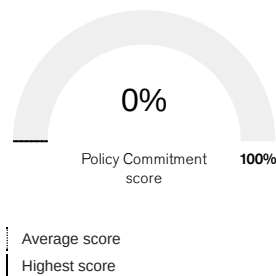 0%
Policy Commitment
score
100%
Average score
Highest score